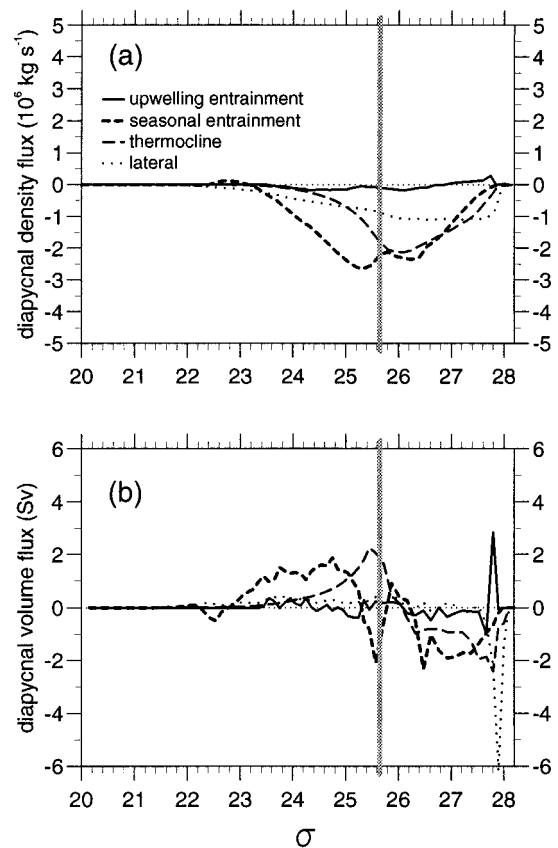 (a)
upwelling entrainment
seasonal entrainment
thermocline
lateral
diapycnal density flux (10⁶ kg s⁻¹)
5 5
4 4
3 3
2 2
1 1
0 0
-1 -1
-2 -2
-3 -3
-4 -4
-5 -5
20 21 22 23 24 25 26 27 28
(b)
diapycnal volume flux (Sv)
6 6
4 4
2 2
0 0
-2 -2
-4 -4
-6 -6
20 21 22 23 24 25 26 27 28
σ